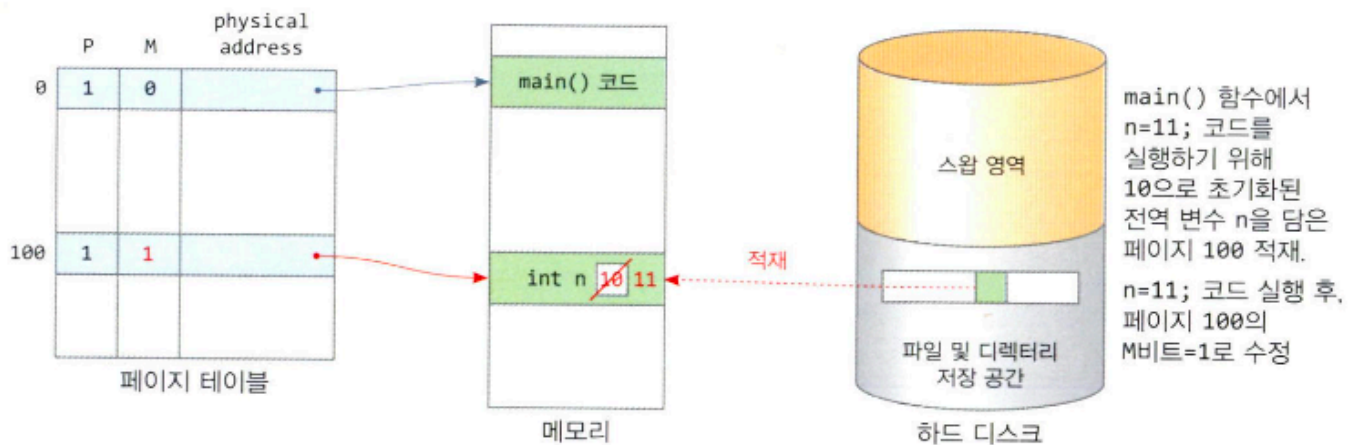 physical
P M address
0 1 0
main() 코드
100 1 1
int n 10 11
적재
페이지 테이블
메모리
스왑 영역
파일 및 디렉터리
저장 공간
하드 디스크
main() 함수에서
n=11; 코드를
실행하기 위해
10으로 초기화된
전역 변수 n을 담은
페이지 100 적재.
n=11; 코드 실행 후,
페이지 100의
M비트=1로 수정